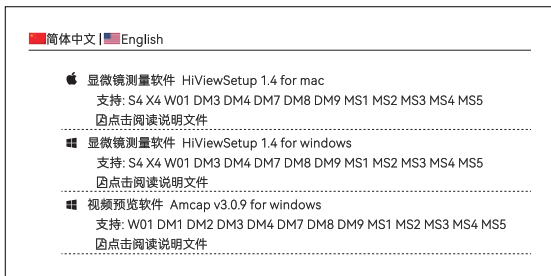 简体中文 | English
显微镜测量软件 HiViewSetup 1.4 for mac
支持: S4 X4 W01 DM3 DM4 DM7 DM8 DM9 MS1 MS2 MS3 MS4 MS5
点击阅读说明文件
显微镜测量软件 HiViewSetup 1.4 for windows
支持: S4 X4 W01 DM3 DM4 DM7 DM8 DM9 MS1 MS2 MS3 MS4 MS5
点击阅读说明文件
视频预览软件 Amcap v3.0.9 for windows
支持: W01 DM1 DM2 DM3 DM4 DM7 DM8 DM9 MS1 MS2 MS3 MS4 MS5
点击阅读说明文件